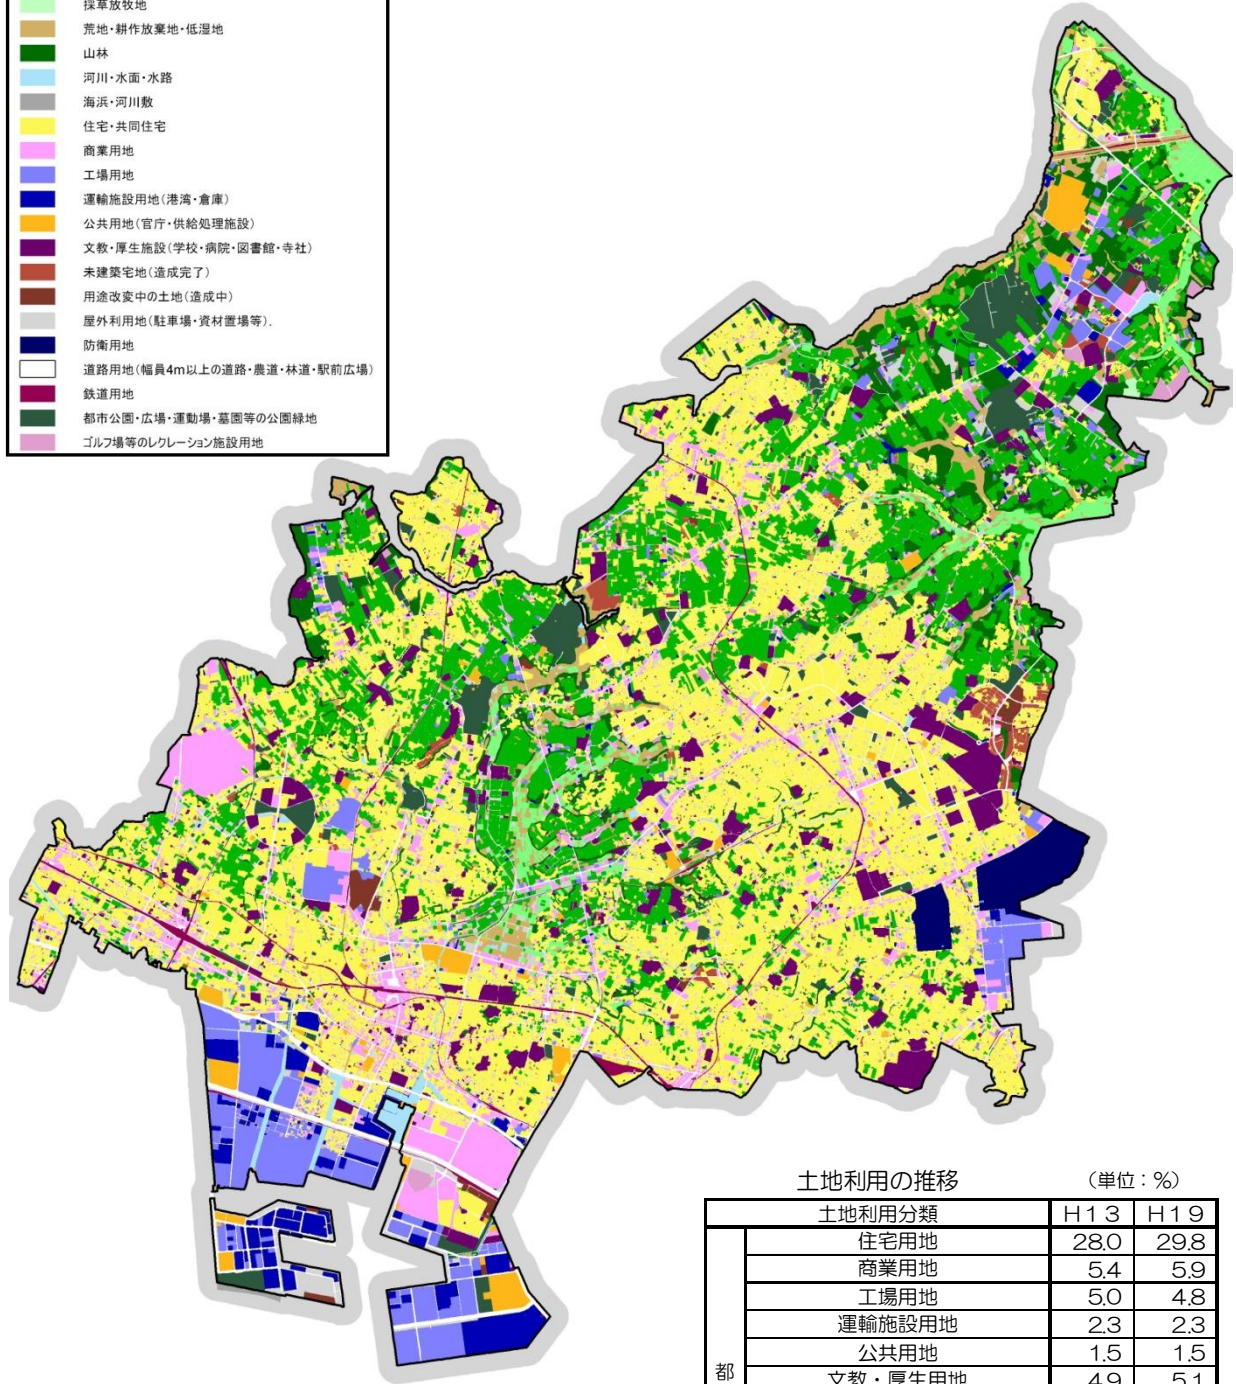 採草放牧地
荒地・耕作放棄地・低湿地
山林
河川・水面・水路
海浜・河川敷
住宅・共同住宅
商業用地
工場用地
運輸施設用地(港湾・倉庫)
公共用地(官庁・供給処理施設)
文教・厚生施設(学校・病院・図書館・寺社)
未建築宅地(造成完了)
用途改変中の土地(造成中)
屋外利用地(駐車場・資材置場等).
防衛用地
道路用地(幅員4m以上の道路・農道・林道・駅前広場)
鉄道用地
都市公園・広場・運動場・墓園等の公園緑地
ゴルフ場等のレクレーション施設用地
土地利用の推移 (単位:%)
土地利用分類 H13 H19
住宅用地 28.0 29.8
商業用地 5.4 5.9
工場用地 5.0 4.8
運輸施設用地 2.3 2.3
公共用地 1.5 1.5
都 文教・厚生用地 4.9 5.1